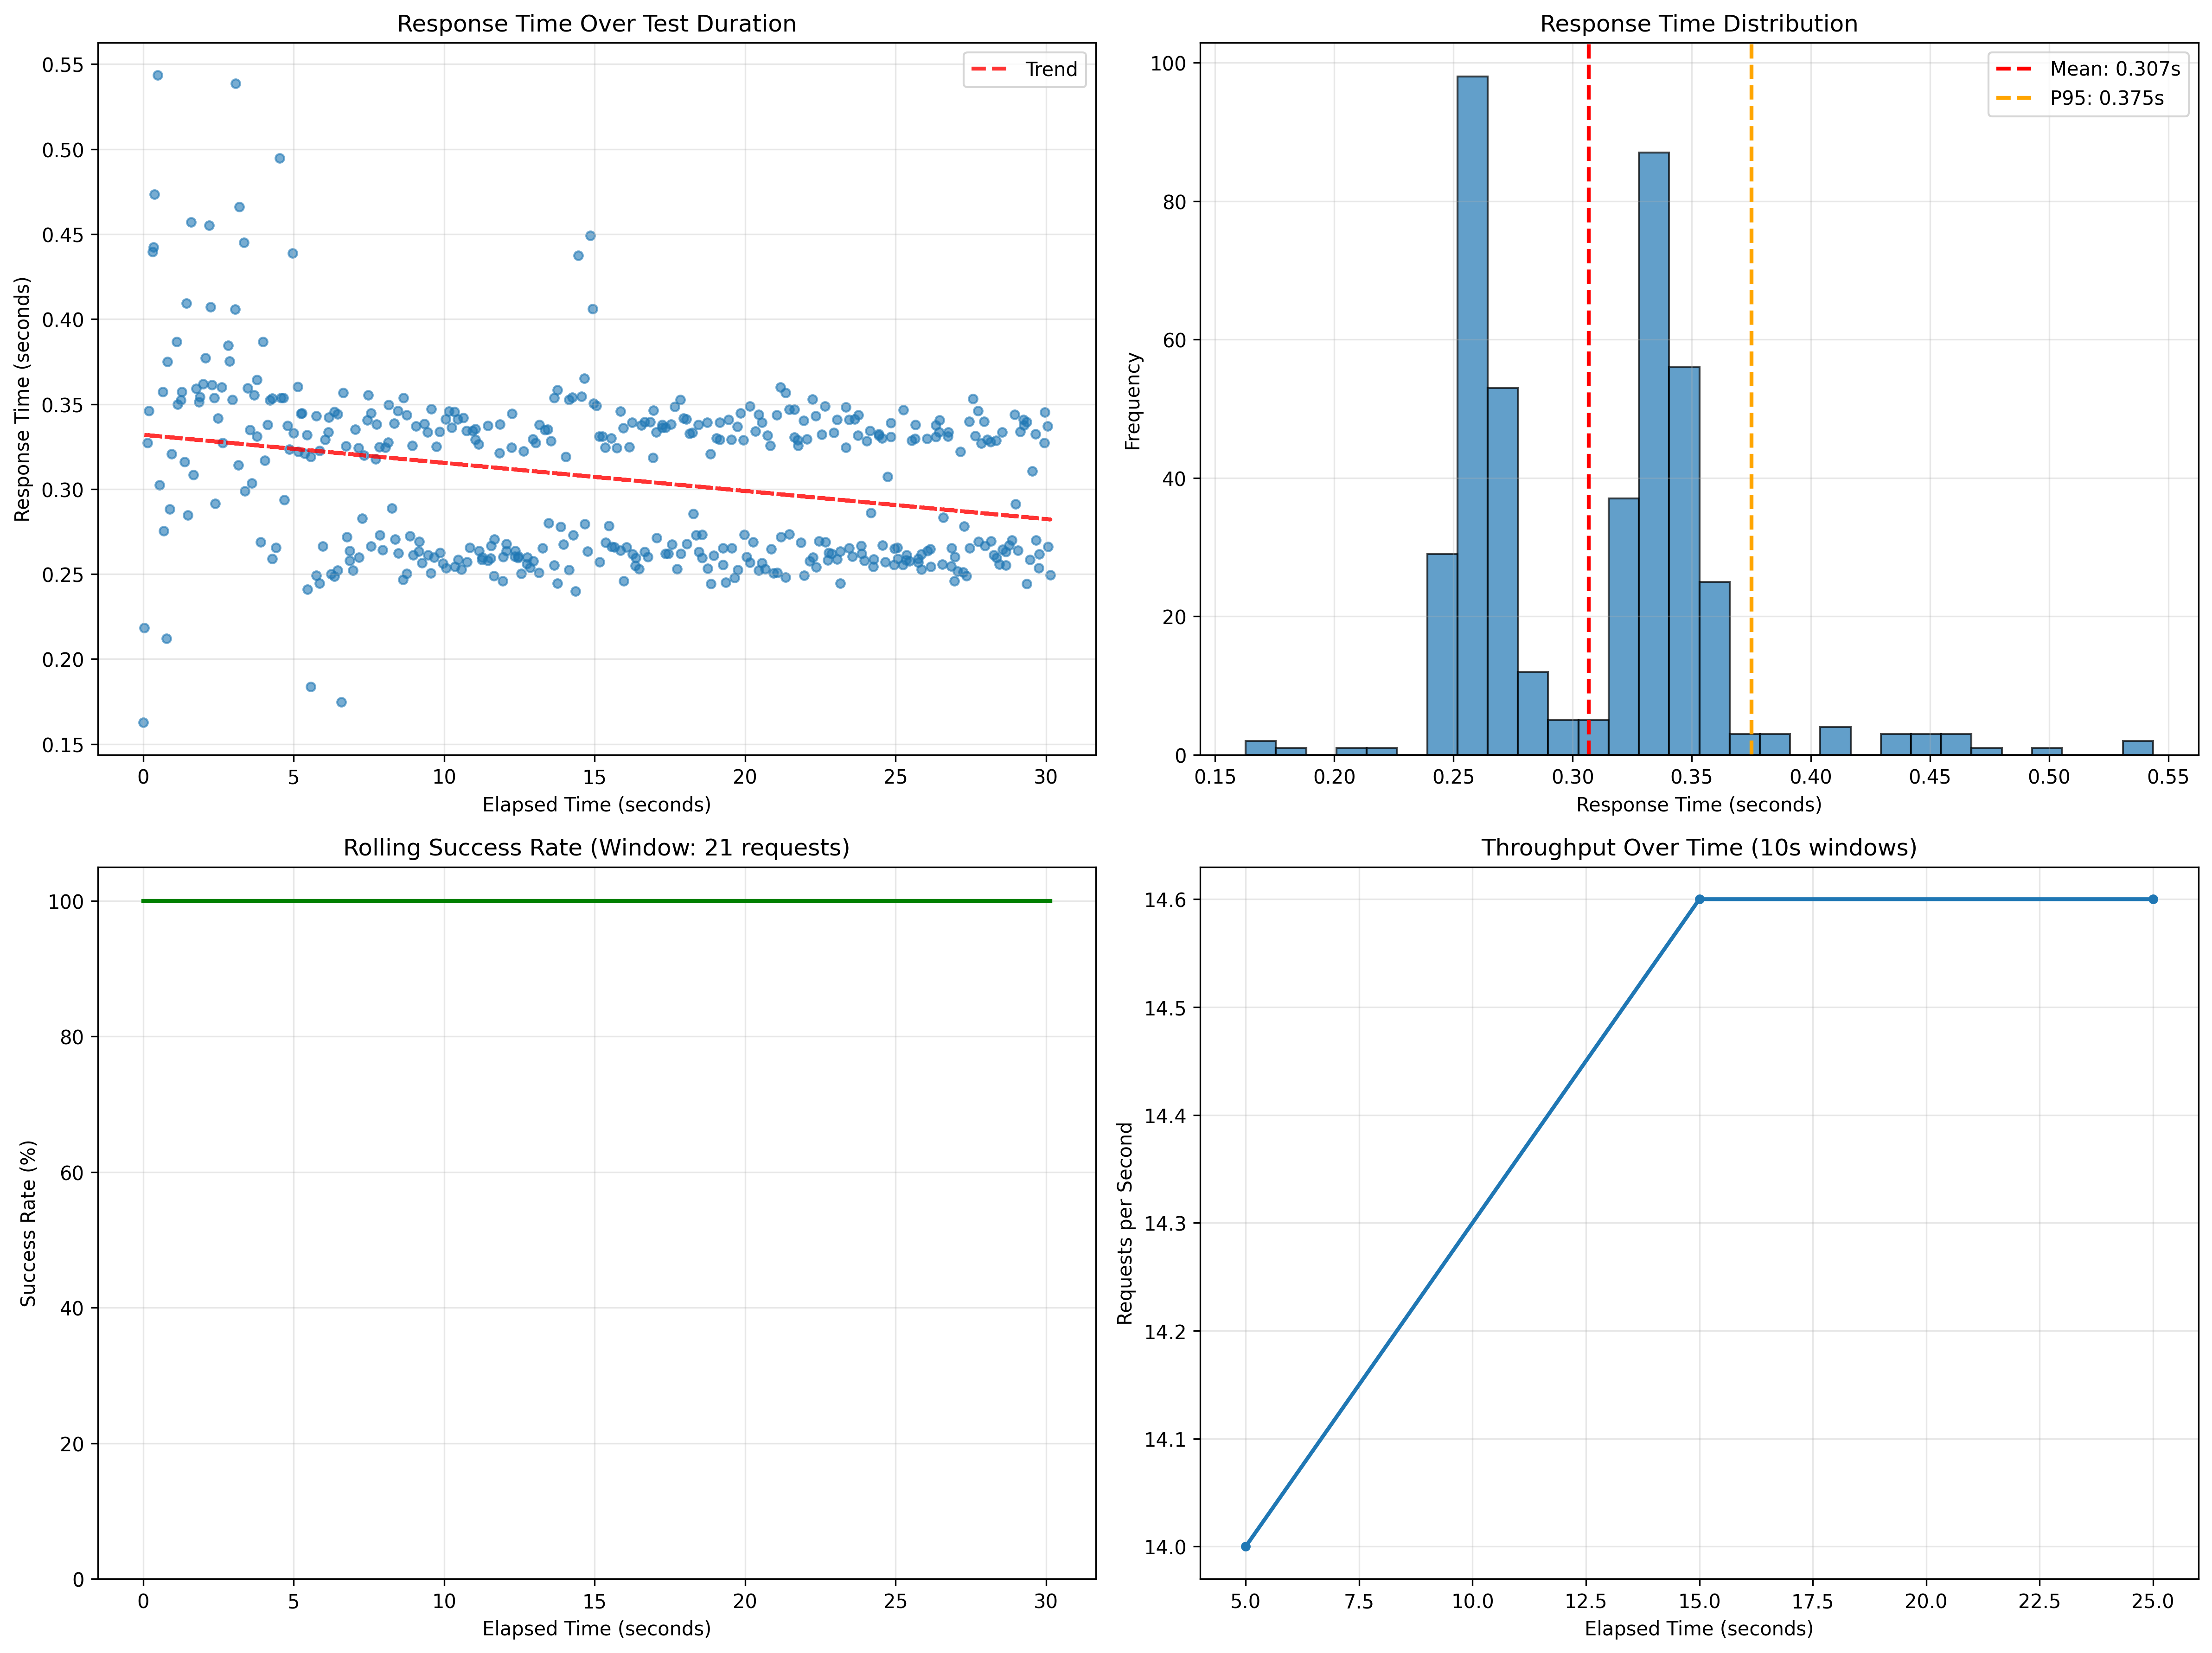 Response Time Over Test Duration
Response Time (seconds)
0.55
0.50
0.45
0.40
0.35
0.30
0.25
0.20
0.15
Trend
0 5 10 15 20 25 30
Elapsed Time (seconds)
Response Time Distribution
Frequency
100
80
60
40
20
0
Mean: 0.307s
P95: 0.375s
0.15 0.20 0.25 0.30 0.35 0.40 0.45 0.50 0.55
Response Time (seconds)
Rolling Success Rate (Window: 21 requests)
Success Rate (%)
100
80
60
40
20
0
0 5 10 15 20 25 30
Elapsed Time (seconds)
Throughput Over Time (10s windows)
Requests per Second
14.6
14.5
14.4
14.3
14.2
14.1
14.0
5.0 7.5 10.0 12.5 15.0 17.5 20.0 22.5 25.0
Elapsed Time (seconds)